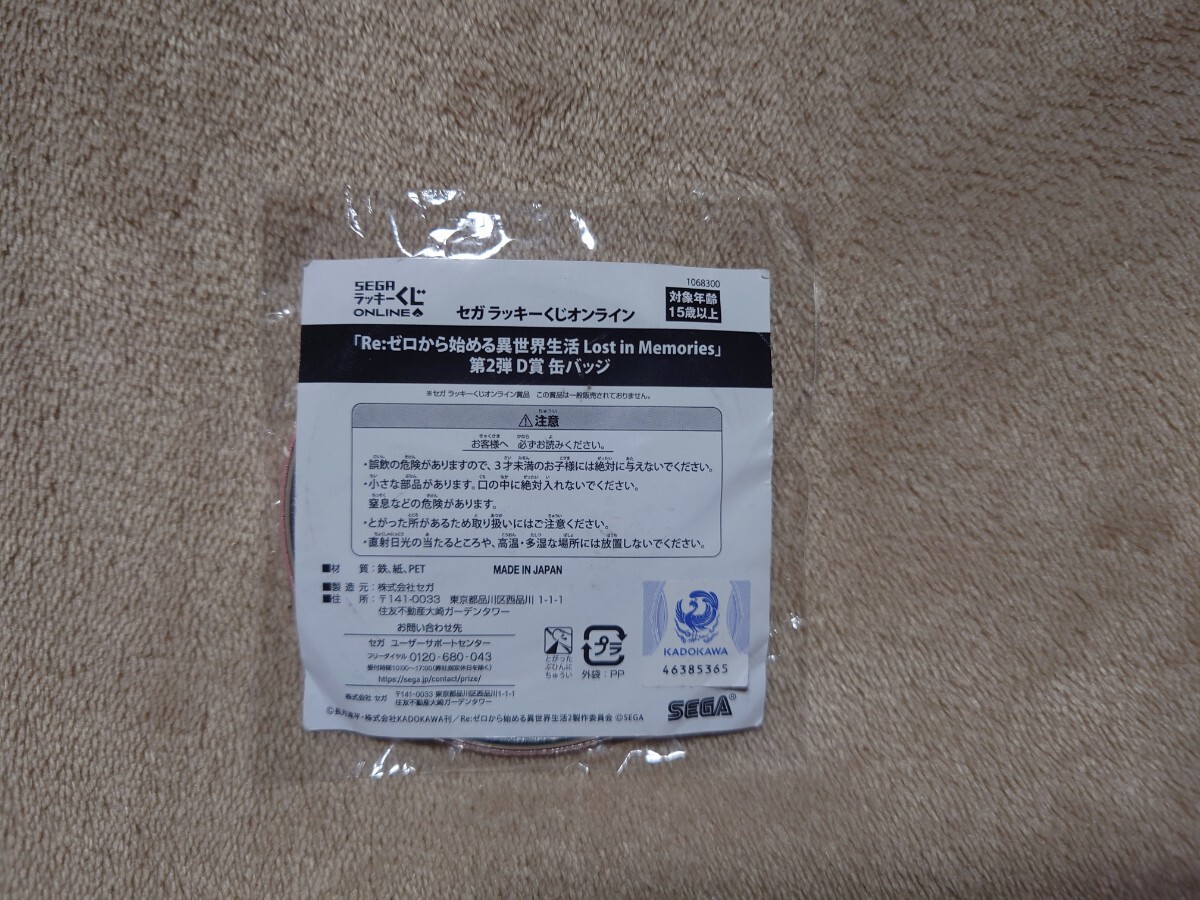 SEGA
ラッキーくじ
ONLINE
セガ ラッキーくじオンライン
1068300
対象年齢
15歳以上
「Re:ゼロから始める異世界生活 Lost in Memories」
第2弾 D賞 缶バッジ
※セガ ラッキーくじオンライン賞品 この賞品は一般販売されておりません。
⚠注意
お客様へ 必ずお読みください。
・誤飲の危険がありますので、3才未満のお子様には絶対に与えないでください。
・小さな部品があります。口の中に絶対入れないでください。
窒息などの危険があります。
・とがった所があるため取り扱いにはご注意ください。
・直射日光の当たるところや、高温・多湿な場所には放置しないでください。
■材 質:鉄、紙、PET MADE IN JAPAN
■製 造 元:株式会社セガ
■住 所:〒141-0033 東京都品川区西品川 1-1-1
住友不動産大崎ガーデンタワー
お問い合わせ先
セガ ユーザーサポートセンター
フリーダイヤル 0120-680-043
受付時間10:00~17:00(弊社指定休日を除く)
https://sega.jp/contact/prize/
株式会社 セガ 〒141-0033 東京都品川区西品川1-1-1
住友不動産大崎ガーデンタワー
とがった
ぶひんに
ちゅうい
プラ
外袋:PP
KADOKAWA
46385365
SEGA®
©長月達平・株式会社KADOKAWA刊/Re:ゼロから始める異世界生活2製作委員会 ©SEGA